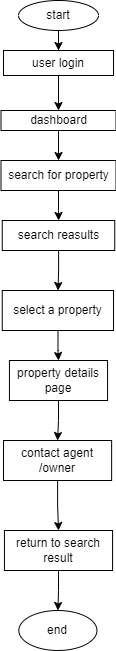 start
user login
dashboard
search for property
search reasults
select a property
property details
page
contact agent
/owner
return to search
result
end